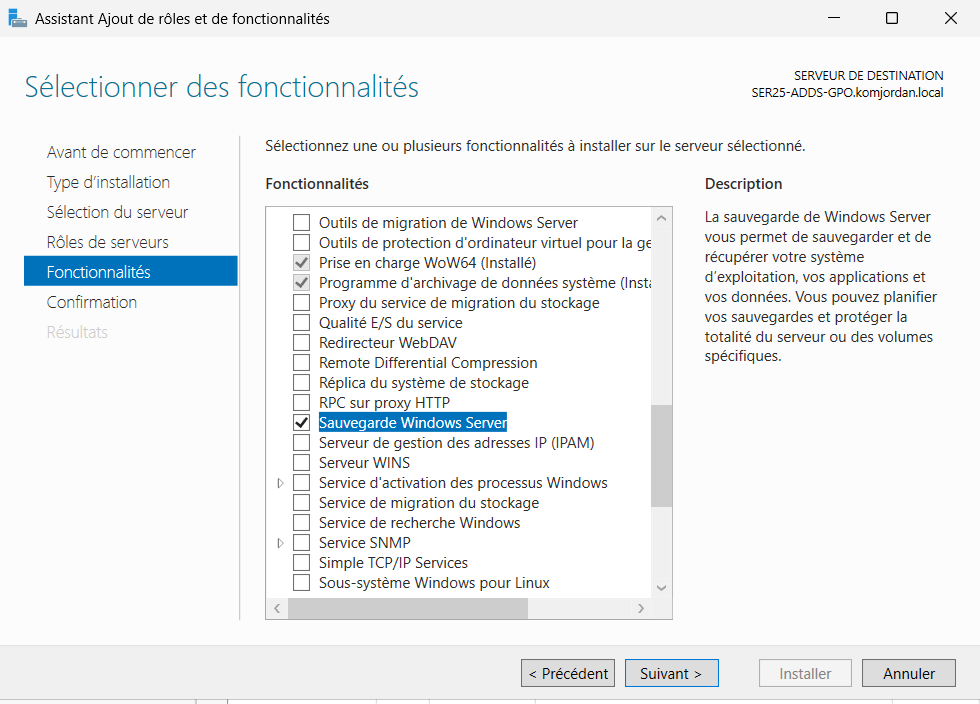 Assistant Ajout de rôles et de fonctionnalités
Sélectionner des fonctionnalités
SERVEUR DE DESTINATION
SER25-ADDS-GPO.komjordan.local
Avant de commencer
Type d'installation
Sélection du serveur
Rôles de serveurs
Fonctionnalités
Confirmation
Résultats
Sélectionnez une ou plusieurs fonctionnalités à installer sur le serveur sélectionné.
Fonctionnalités
Outils de migration de Windows Server
Outils de protection d'ordinateur virtuel pour la ge
Prise en charge WoW64 (Installé)
Programme d'archivage de données système (Insta
Proxy du service de migration du stockage
Qualité E/S du service
Redirecteur WebDAV
Remote Differential Compression
Réplica du système de stockage
RPC sur proxy HTTP
Sauvegarde Windows Server
Serveur de gestion des adresses IP (IPAM)
Serveur WINS
Service d'activation des processus Windows
Service de migration du stockage
Service de recherche Windows
Service SNMP
Simple TCP/IP Services
Sous-système Windows pour Linux
Description
La sauvegarde de Windows Server
vous permet de sauvegarder et de
récupérer votre système
d'exploitation, vos applications et
vos données. Vous pouvez planifier
vos sauvegardes et protéger la
totalité du serveur ou des volumes
spécifiques.
< Précédent
Suivant >
Installer
Annuler